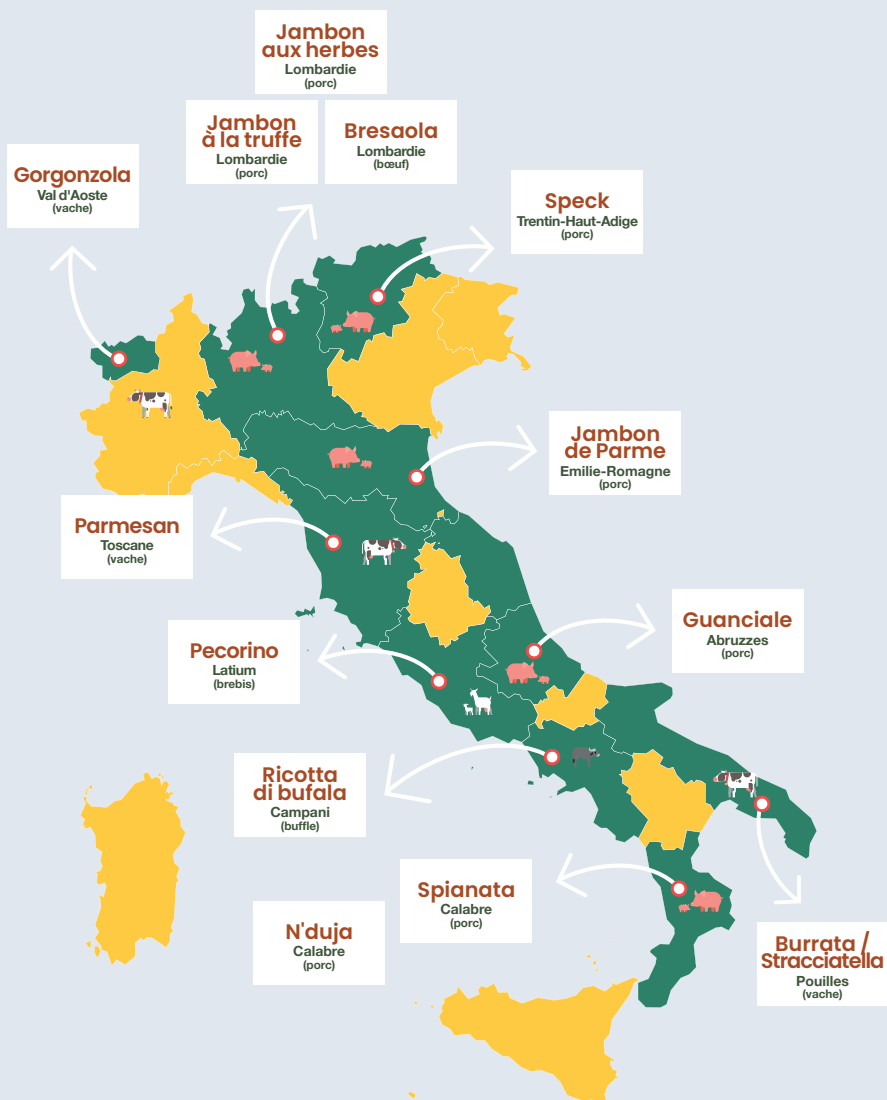 Jambon
aux herbes
Lombardie
(porc)
Jambon
à la truffe
Lombardie
(porc)
Bresaola
Lombardie
(bœuf)
Gorgonzola
Val d'Aoste
(vache)
Speck
Trentin-Haut-Adige
(porc)
Jambon
de Parme
Emilie-Romagne
(porc)
Parmesan
Toscane
(vache)
Guanciale
Abruzzes
(porc)
Pecorino
Latium
(brebis)
Ricotta
di bufala
Campani
(buffle)
Spianata
Calabre
(porc)
N'duja
Calabre
(porc)
Burrata /
Stracciatella
Pouilles
(vache)